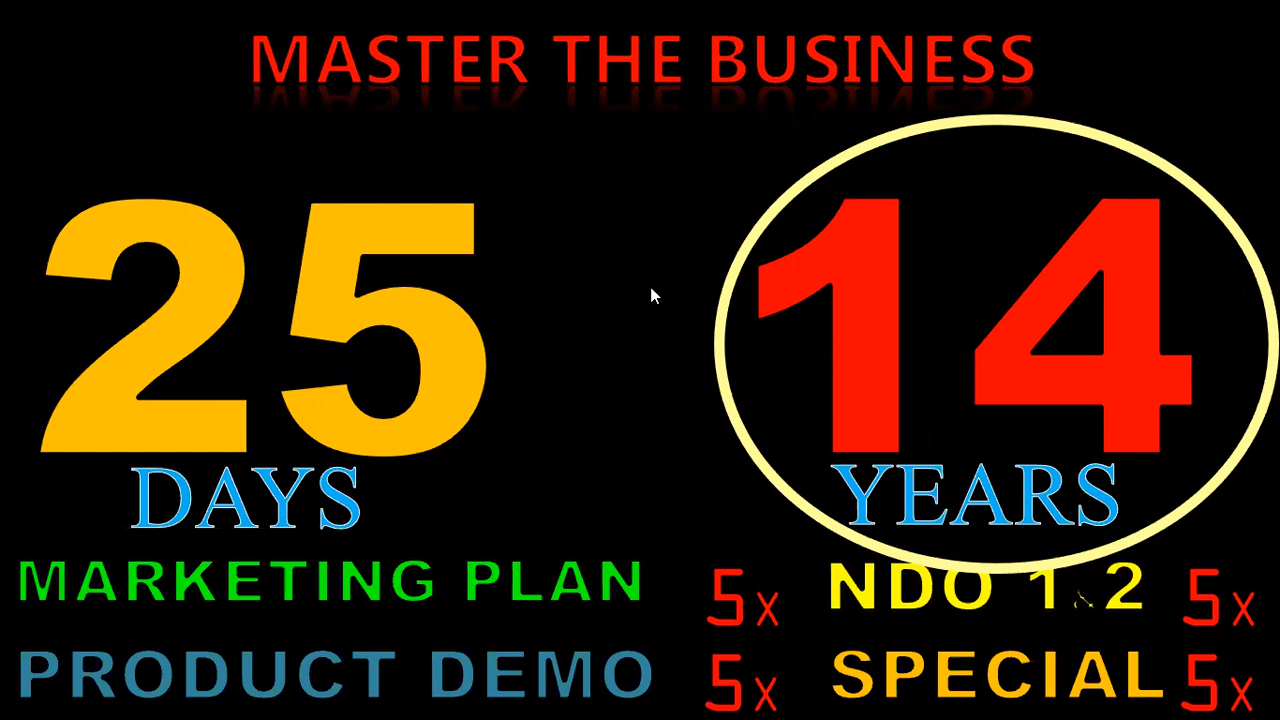 MASTER THE BUSINESS
25 14
DAYS YEARS
MARKETING PLAN 5x NDO 1 & 2 5x
PRODUCT DEMO 5x SPECIAL 5x